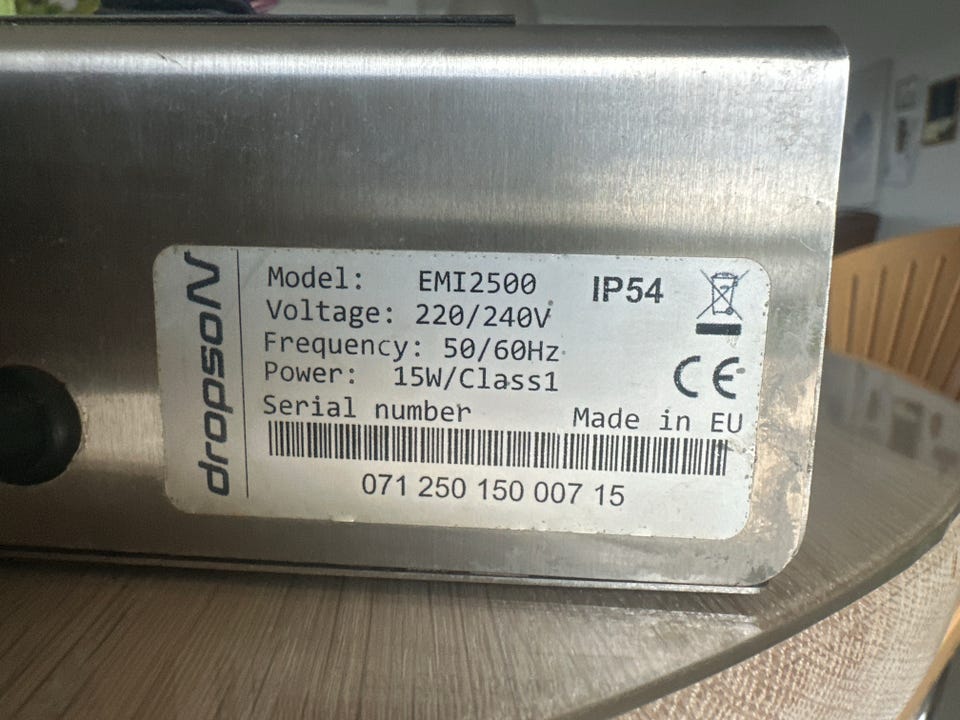 dropsoN
Model: EMI2500 IP54
Voltage: 220/240V
Frequency: 50/60Hz
Power: 15W/Class1
CE
Serial number Made in EU
071 250 150 007 15